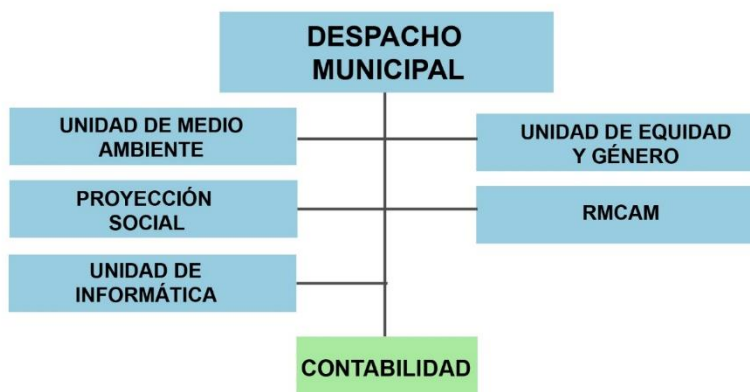 DESPACHO
MUNICIPAL
UNIDAD DE MEDIO
AMBIENTE
UNIDAD DE EQUIDAD
Y GÉNERO
PROYECCIÓN
SOCIAL
RMCAM
UNIDAD DE
INFORMÁTICA
CONTABILIDAD